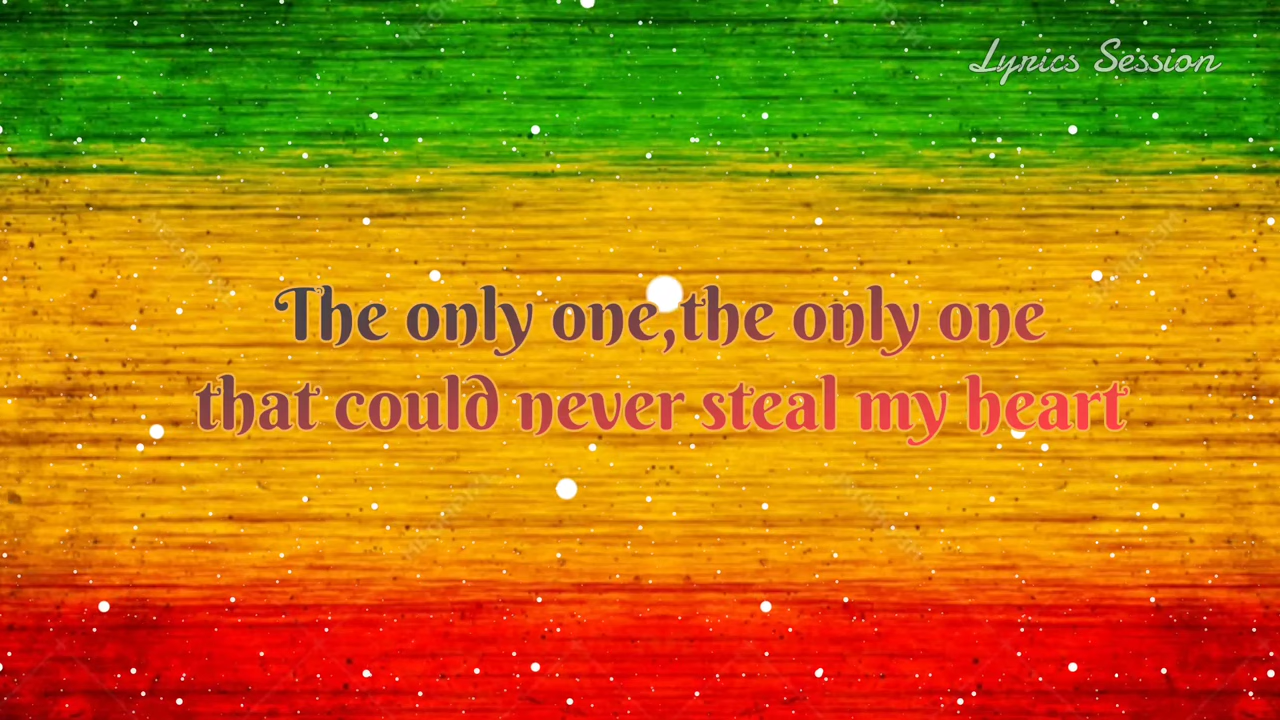 Lyrics Session
The only one,the only one
that could never steal my heart